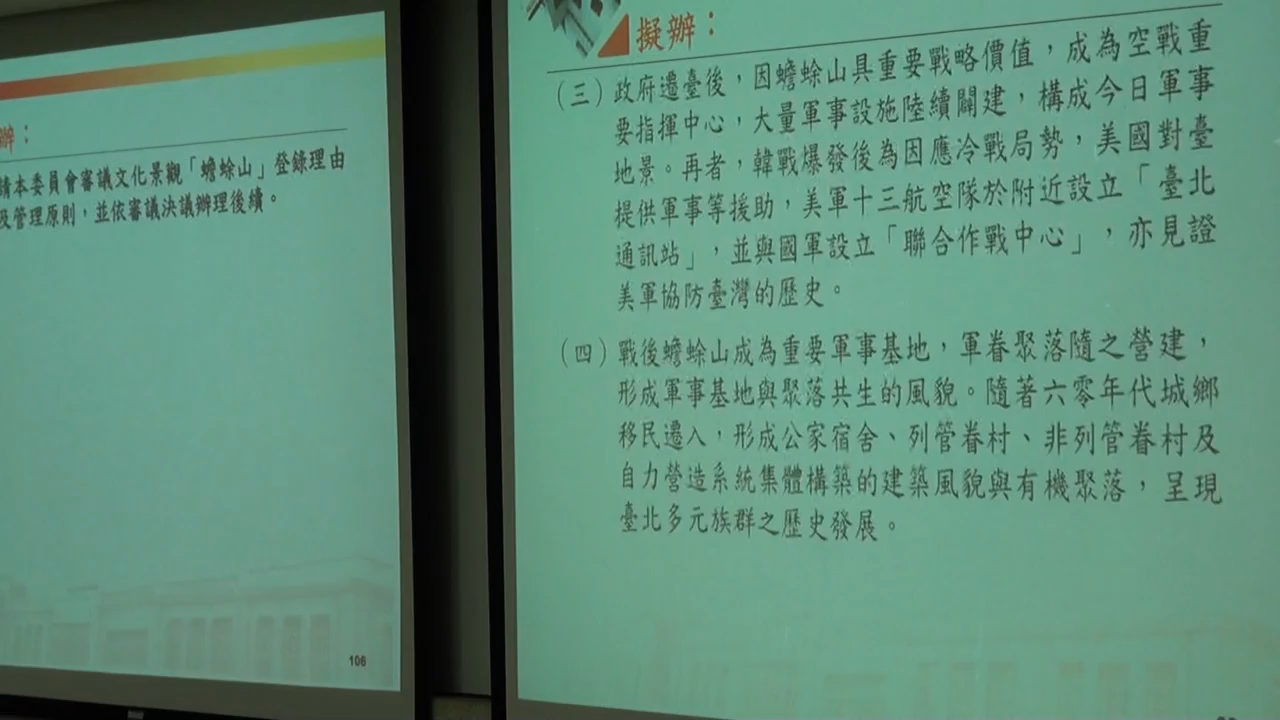 辦：
請本委員會審議文化景觀「蟾蜍山」登錄理由
及管理原則，並依審議決議辦理後續。
106
擬辦：
（三）政府遷臺後，因蟾蜍山具重要戰略價值，成為空戰重
要指揮中心，大量軍事設施陸續闢建，構成今日軍事
地景。再者，韓戰爆發後為因應冷戰局勢，美國對臺
提供軍事等援助，美軍十三航空隊於附近設立「臺北
通訊站」，並與國軍設立「聯合作戰中心」，亦見證
美軍協防臺灣的歷史。
（四）戰後蟾蜍山成為重要軍事基地，軍眷聚落隨之營建，
形成軍事基地與聚落共生的風貌。隨著六零年代城鄉
移民遷入，形成公家宿舍、列管眷村、非列管眷村及
自力營造系統集體構築的建築風貌與有機聚落，呈現
臺北多元族群之歷史發展。